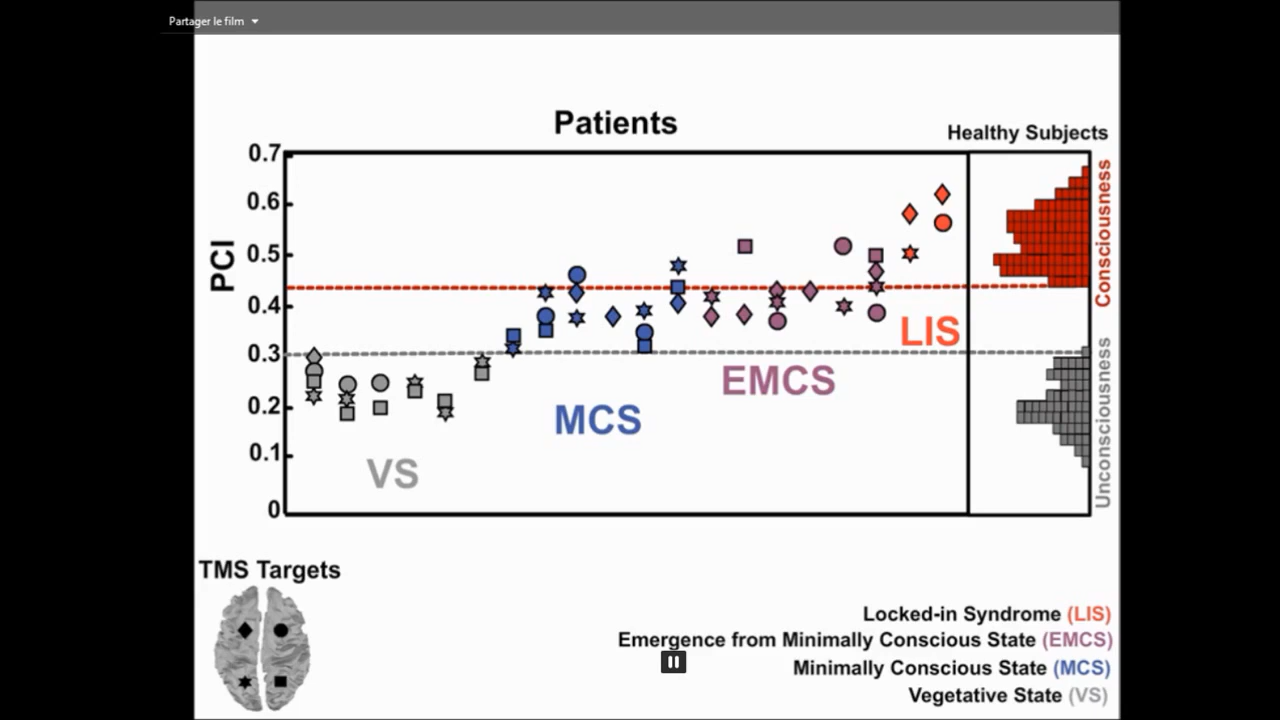 Partager le film
Patients
Healthy Subjects
0.7
0.6
0.5
0.4
0.3
0.2
0.1
0
PCI
LIS
EMCS
MCS
VS
Consciousness
Unconsciousness
TMS Targets
Locked-in Syndrome (LIS)
Emergence from Minimally Conscious State (EMCS)
Minimally Conscious State (MCS)
Vegetative State (VS)